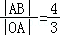 |AB|/|OA| = 4/3